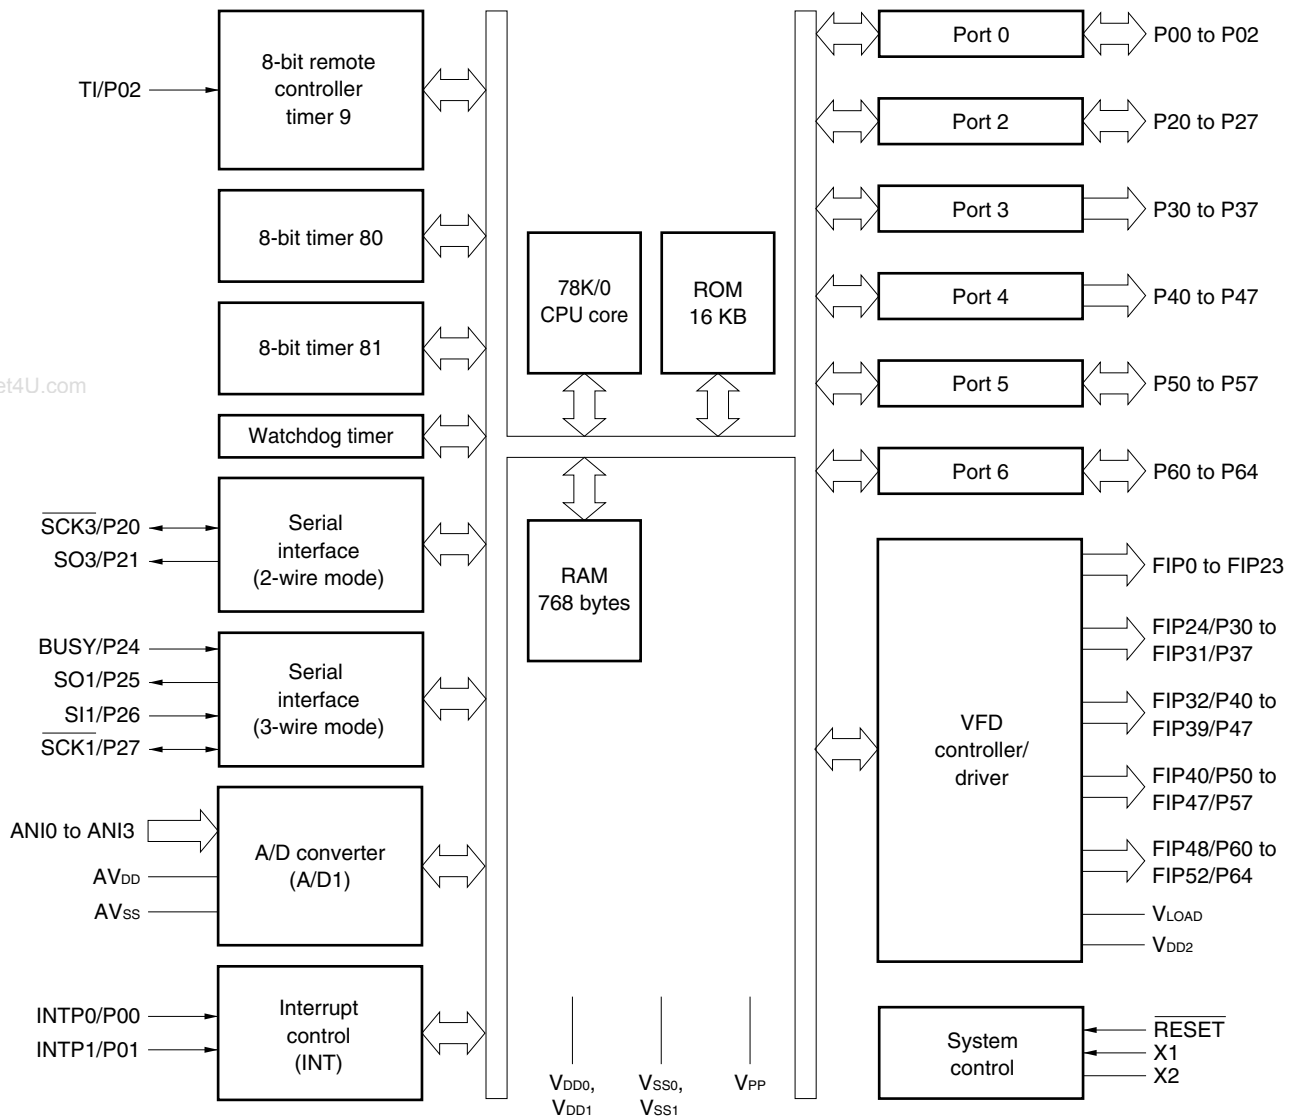 TI/P02
8-bit remote
controller
timer 9
8-bit timer 80
8-bit timer 81
et4U.com
Watchdog timer
SCK3/P20
SO3/P21
Serial
interface
(2-wire mode)
BUSY/P24
SO1/P25
SI1/P26
SCK1/P27
Serial
interface
(3-wire mode)
ANI0 to ANI3
AVDD
AVSS
A/D converter
(A/D1)
INTP0/P00
INTP1/P01
Interrupt
control
(INT)
78K/0
CPU core
ROM
16 KB
RAM
768 bytes
VDD0,
VDD1
VSS0,
VSS1
VPP
Port 0
P00 to P02
Port 2
P20 to P27
Port 3
P30 to P37
Port 4
P40 to P47
Port 5
P50 to P57
Port 6
P60 to P64
VFD
controller/
driver
FIP0 to FIP23
FIP24/P30 to
FIP31/P37
FIP32/P40 to
FIP39/P47
FIP40/P50 to
FIP47/P57
FIP48/P60 to
FIP52/P64
VLOAD
VDD2
System
control
RESET
X1
X2